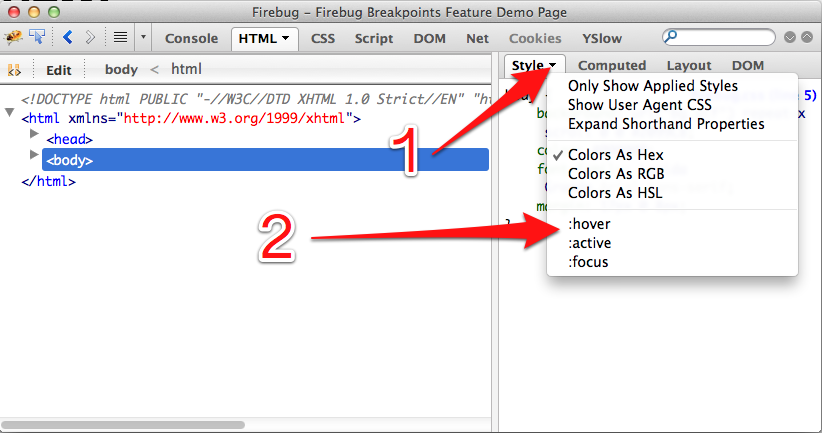 Firebug – Firebug Breakpoints Feature Demo Page
Console HTML CSS Script DOM Net Cookies YSlow
Edit body < html
Style Computed Layout DOM
<!DOCTYPE html PUBLIC "-//W3C//DTD XHTML 1.0 Strict//EN" "ht
<html xmlns="http://www.w3.org/1999/xhtml">
<head>
<body>
</html>
Only Show Applied Styles
Show User Agent CSS
Expand Shorthand Properties
✓ Colors As Hex
Colors As RGB
Colors As HSL
:hover
:active
:focus
1
2